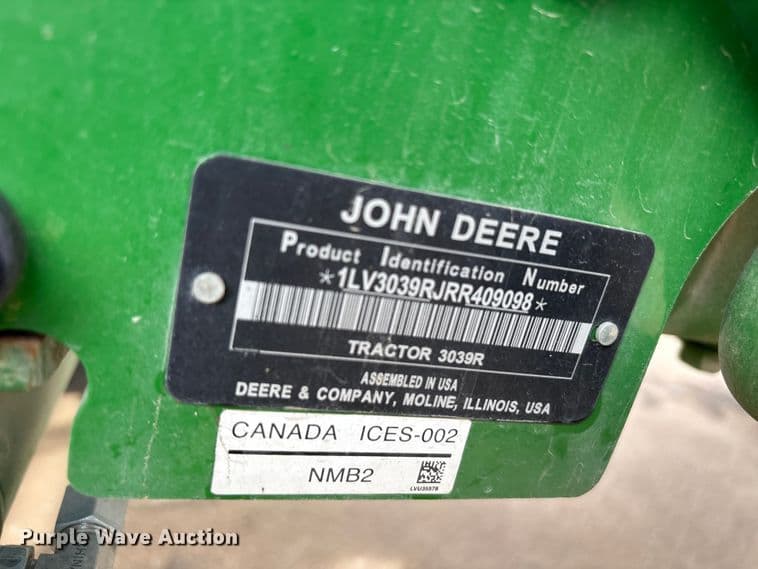 JOHN DEERE
Product Identification Number
*1LV3039RJRR409098*
TRACTOR 3039R
ASSEMBLED IN USA
DEERE & COMPANY, MOLINE, ILLINOIS, USA
CANADA ICES-002
NMB2
Purple Wave Auction